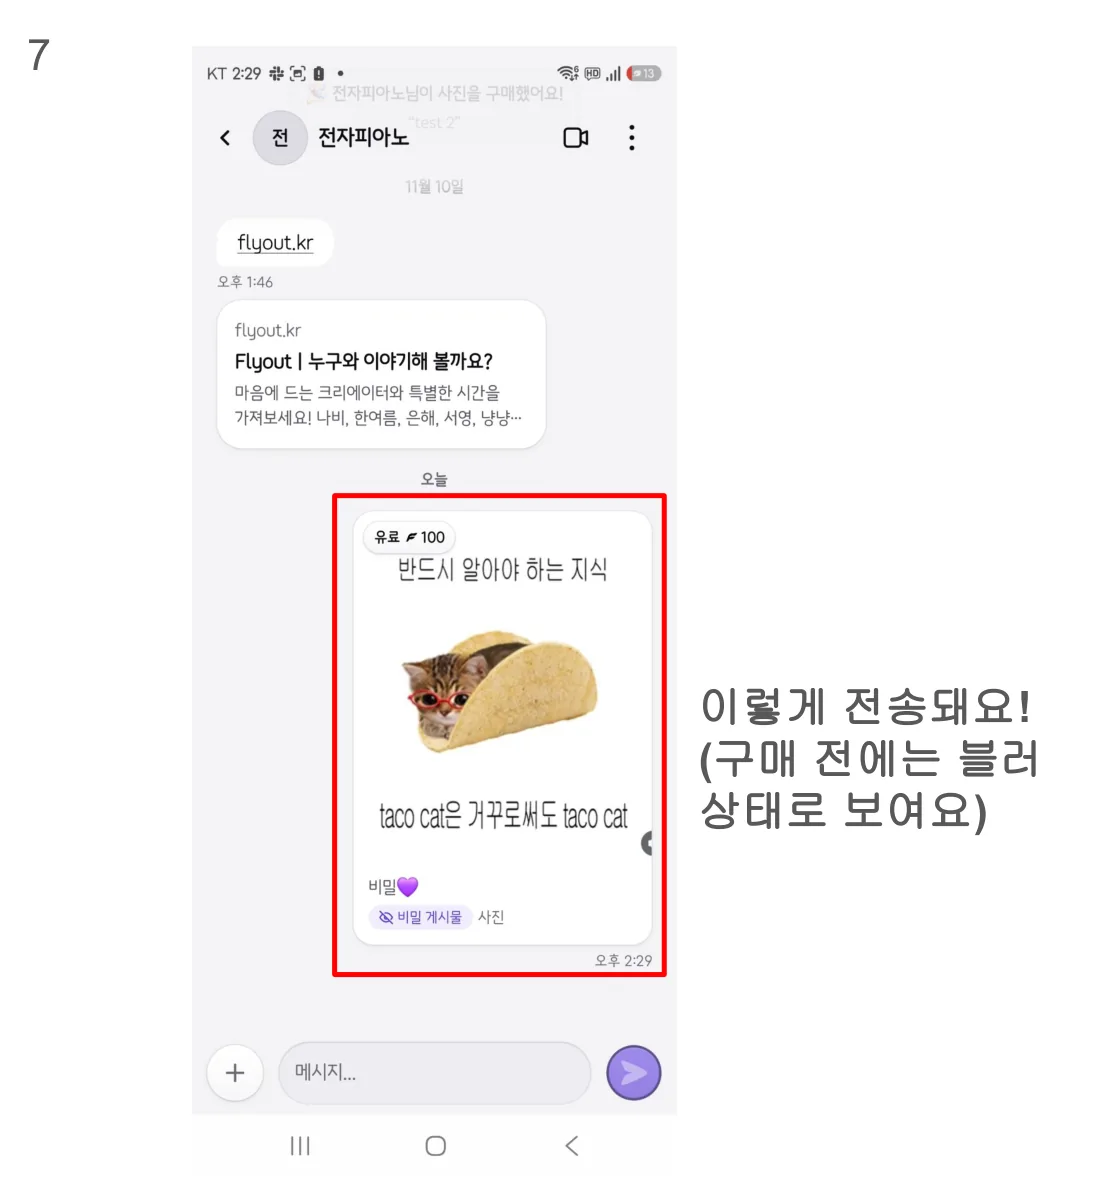 7
KT 2:29
HD
13
전자피아노님이 사진을 구매했어요!
"test 2"
전
전자피아노
11월 10일
flyout.kr
오후 1:46
flyout.kr
Flyout | 누구와 이야기해 볼까요?
마음에 드는 크리에이터와 특별한 시간을
가져보세요! 나비, 한여름, 은해, 서영, 냥냥…
오늘
유료 100
반드시 알아야 하는 지식
taco cat은 거꾸로써도 taco cat
비밀💜
비밀 게시물 사진
오후 2:29
이렇게 전송돼요!
(구매 전에는 블러
상태로 보여요)
메시지...